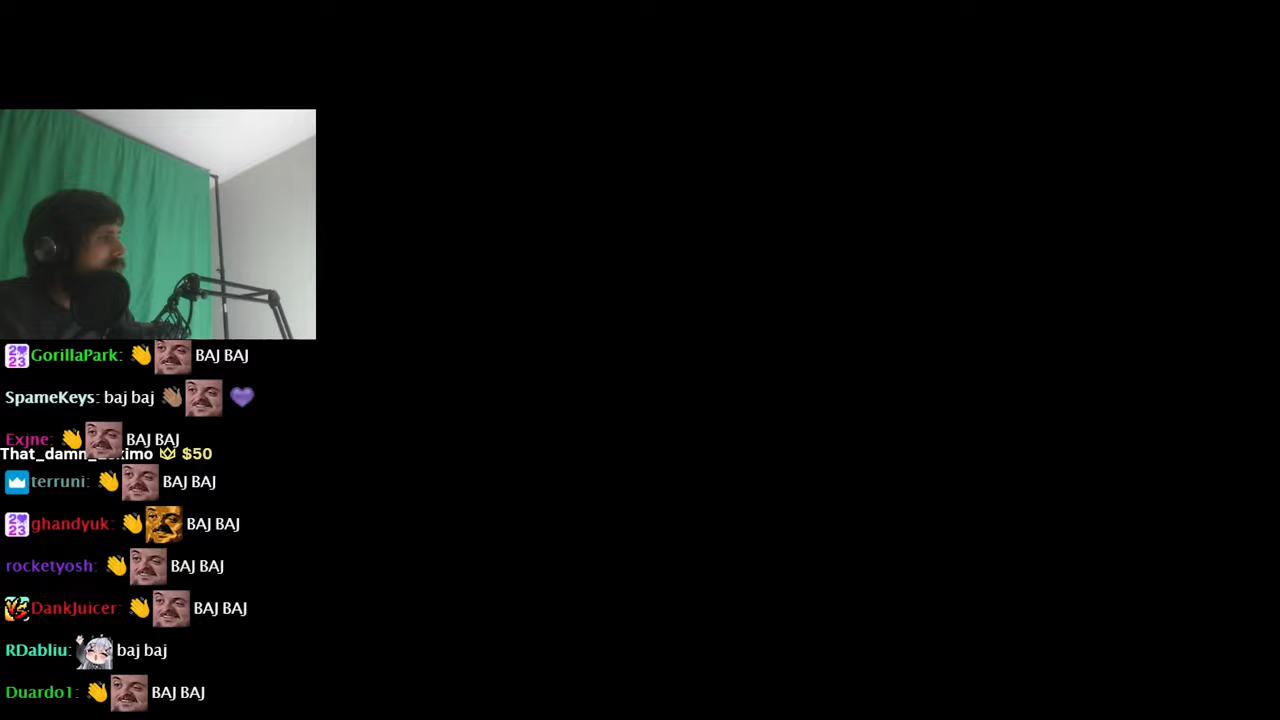 GorillaPark: BAJ BAJ
SpameKeys: baj baj
Exjne: BAJ BAJ
That_damn_ $50
terruni: BAJ BAJ
ghandyuk: BAJ BAJ
rocketyosh: BAJ BAJ
DankJuicer: BAJ BAJ
RDabliu: baj baj
Duardo1: BAJ BAJ